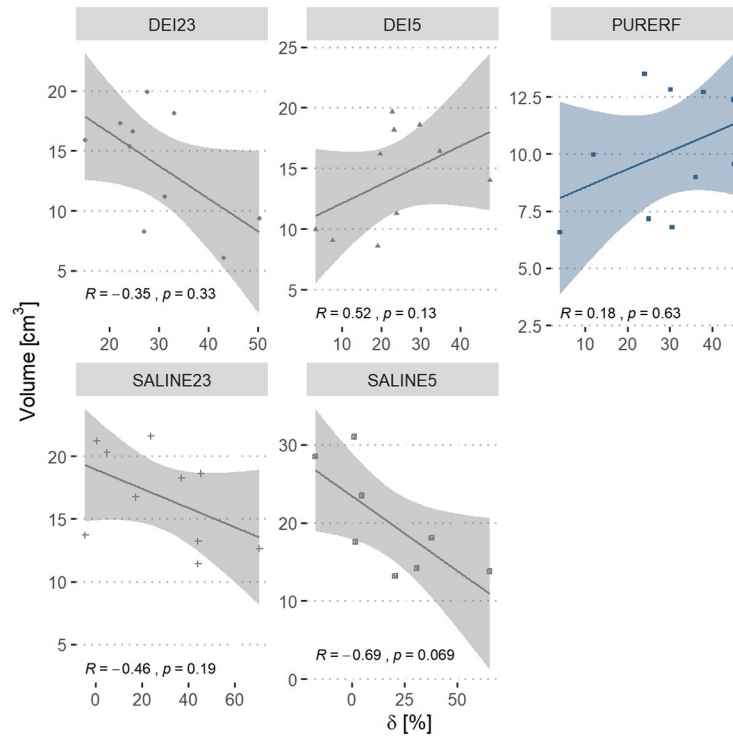 DEI23 DEI5 PURERF
20
15
10
5
R = −0.35 , p = 0.33
20 30 40 50
25
20
15
10
5
R = 0.52 , p = 0.13
10 20 30 40
12.5
10.0
7.5
5.0
2.5
R = 0.18 , p = 0.63
10 20 30 40
Volume [cm³]
SALINE23 SALINE5
20
15
10
5
R = −0.46 , p = 0.19
0 20 40 60
30
20
10
0
R = −0.69 , p = 0.069
0 50
δ [%]